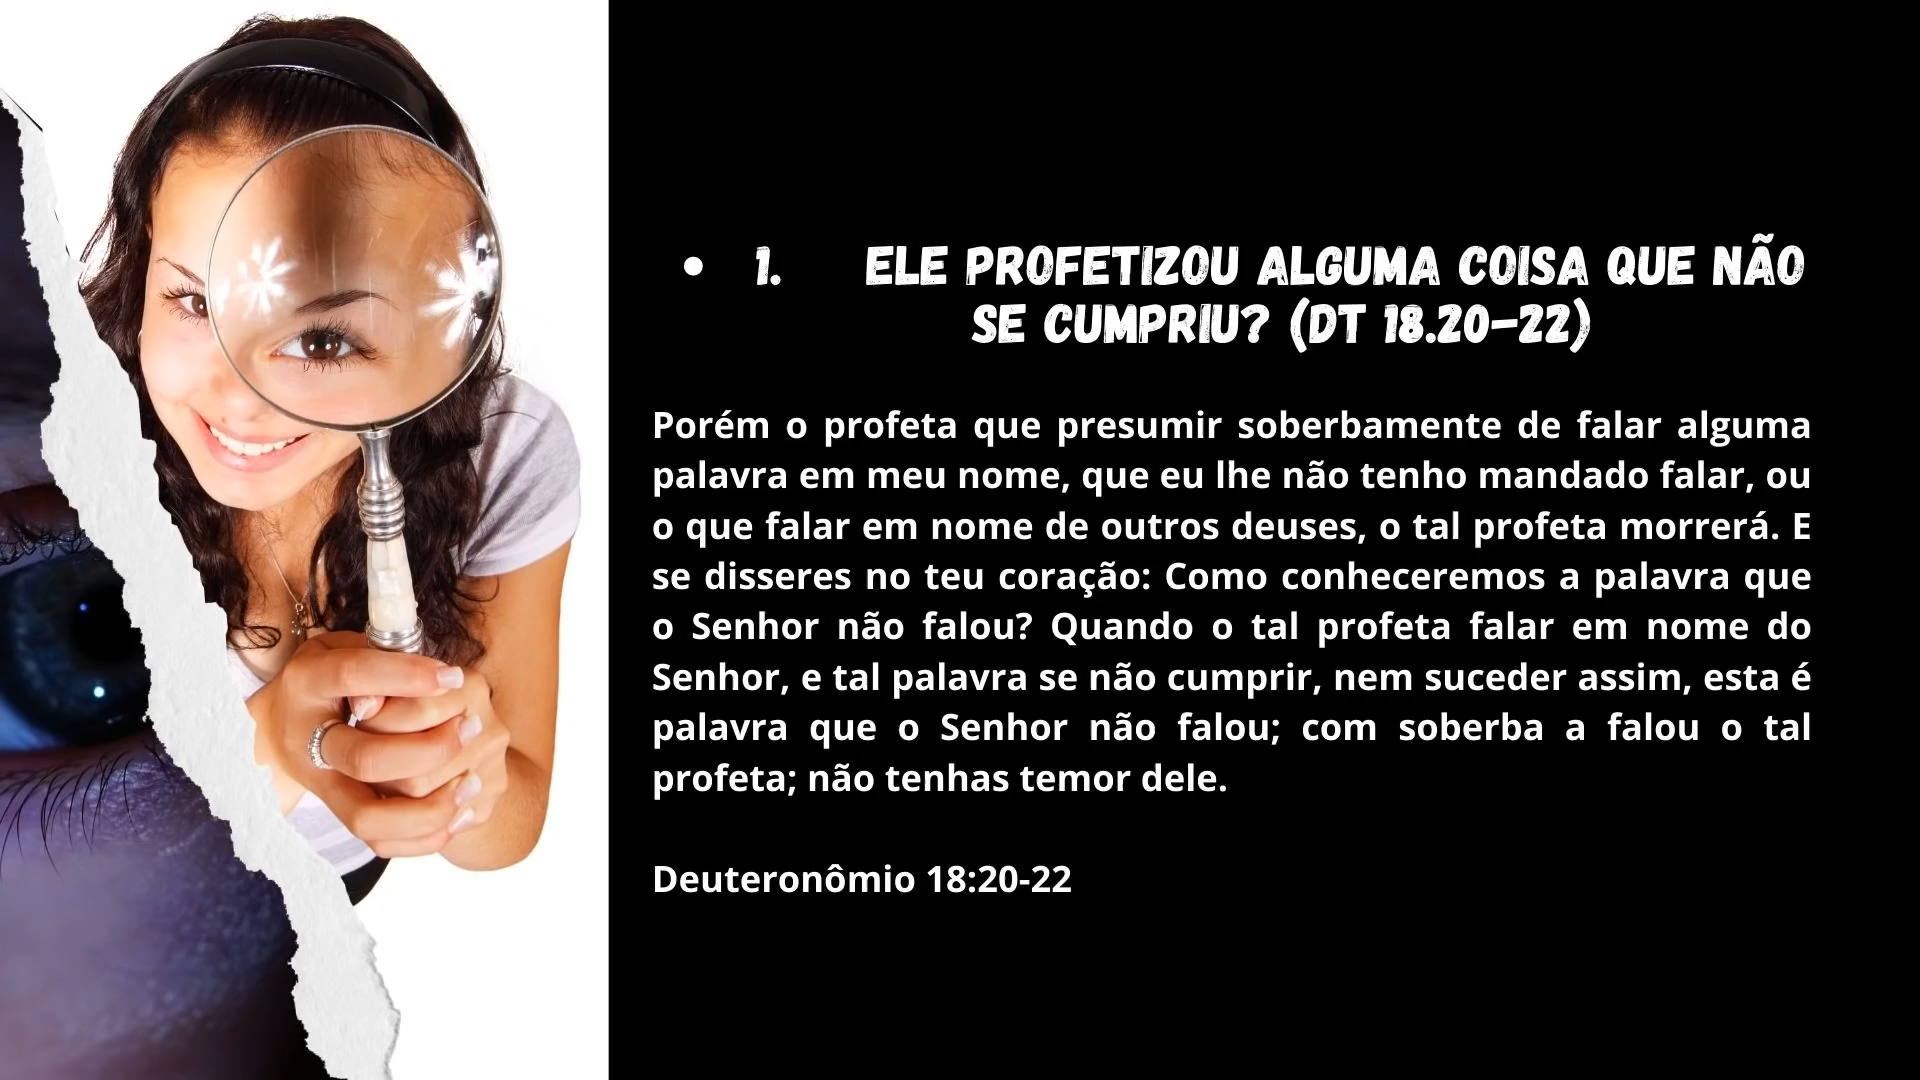 • 1. ELE PROFETIZOU ALGUMA COISA QUE NÃO
SE CUMPRIU? (DT 18.20–22)
Porém o profeta que presumir soberbamente de falar alguma
palavra em meu nome, que eu lhe não tenho mandado falar, ou
o que falar em nome de outros deuses, o tal profeta morrerá. E
se disseres no teu coração: Como conheceremos a palavra que
o Senhor não falou? Quando o tal profeta falar em nome do
Senhor, e tal palavra se não cumprir, nem suceder assim, esta é
palavra que o Senhor não falou; com soberba a falou o tal
profeta; não tenhas temor dele.
Deuteronômio 18:20-22